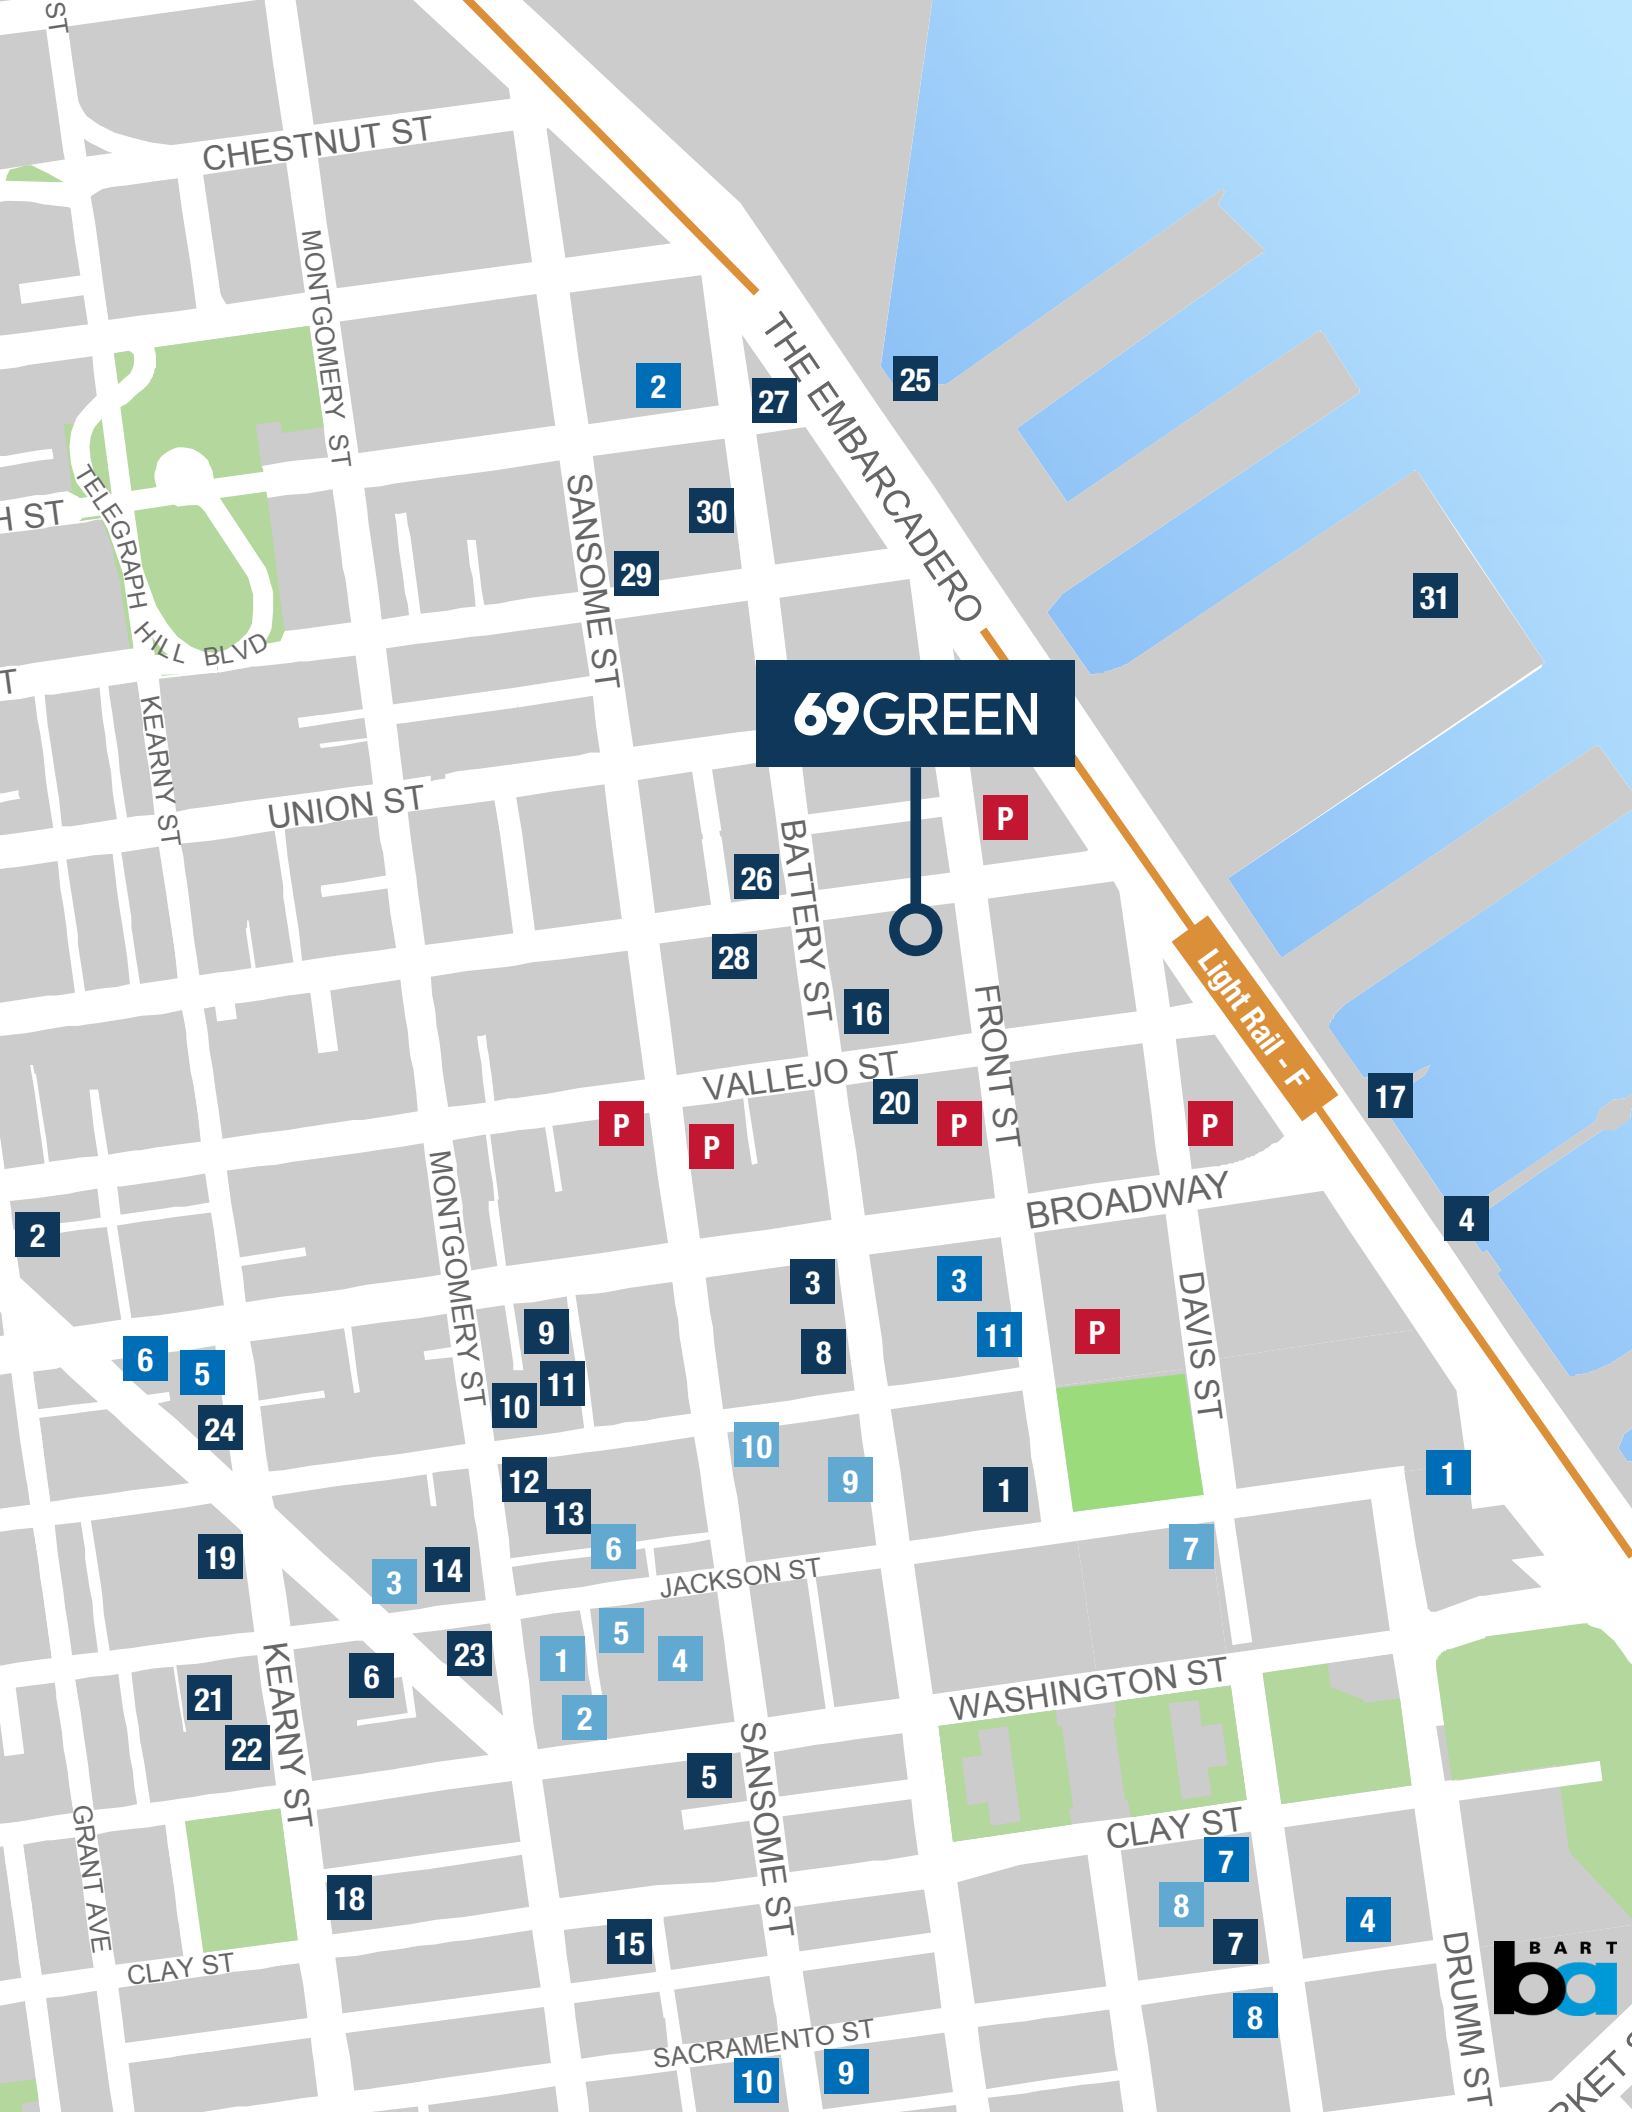 ST
CHESTNUT ST
MONTGOMERY ST
THE EMBARCADERO
2
27
25
H ST
TELEGRAPH HILL BLVD
SANSOME ST
30
29
31
T
KEARNY ST
69GREEN
UNION ST
P
BATTERY ST
26
28
16
FRONT ST
Light Rail - F
VALLEJO ST
20
P
P
P
P
17
MONTGOMERY ST
BROADWAY
4
2
3
3
DAVIS ST
9
8
11
P
6
5
11
10
24
10
9
1
1
12
13
6
7
19
3
14
JACKSON ST
5
1
4
23
6
KEARNY ST
21
22
2
WASHINGTON ST
SANSOME ST
5
GRANT AVE
CLAY ST
7
8
7
4
18
15
CLAY ST
DRUMM ST
BART
ba
8
SACRAMENTO ST
10
9
RKET S